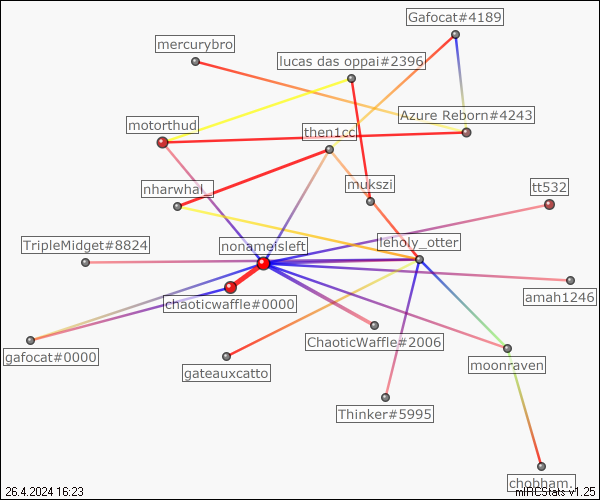 Gafocat#4189
mercurybro
lucas das oppai#2396
Azure Reborn#4243
motorthud
then1cc
mukszi
tt532
nharwhal_
leholy_otter
TripleMidget#8824
nonameisleft
amah1246
chaoticwaffle#0000
ChaoticWaffle#2006
gafocat#0000
moonraven
gateauxcatto
Thinker#5995
chobham.
26.4.2024 16:23
mIRCStats v1.25